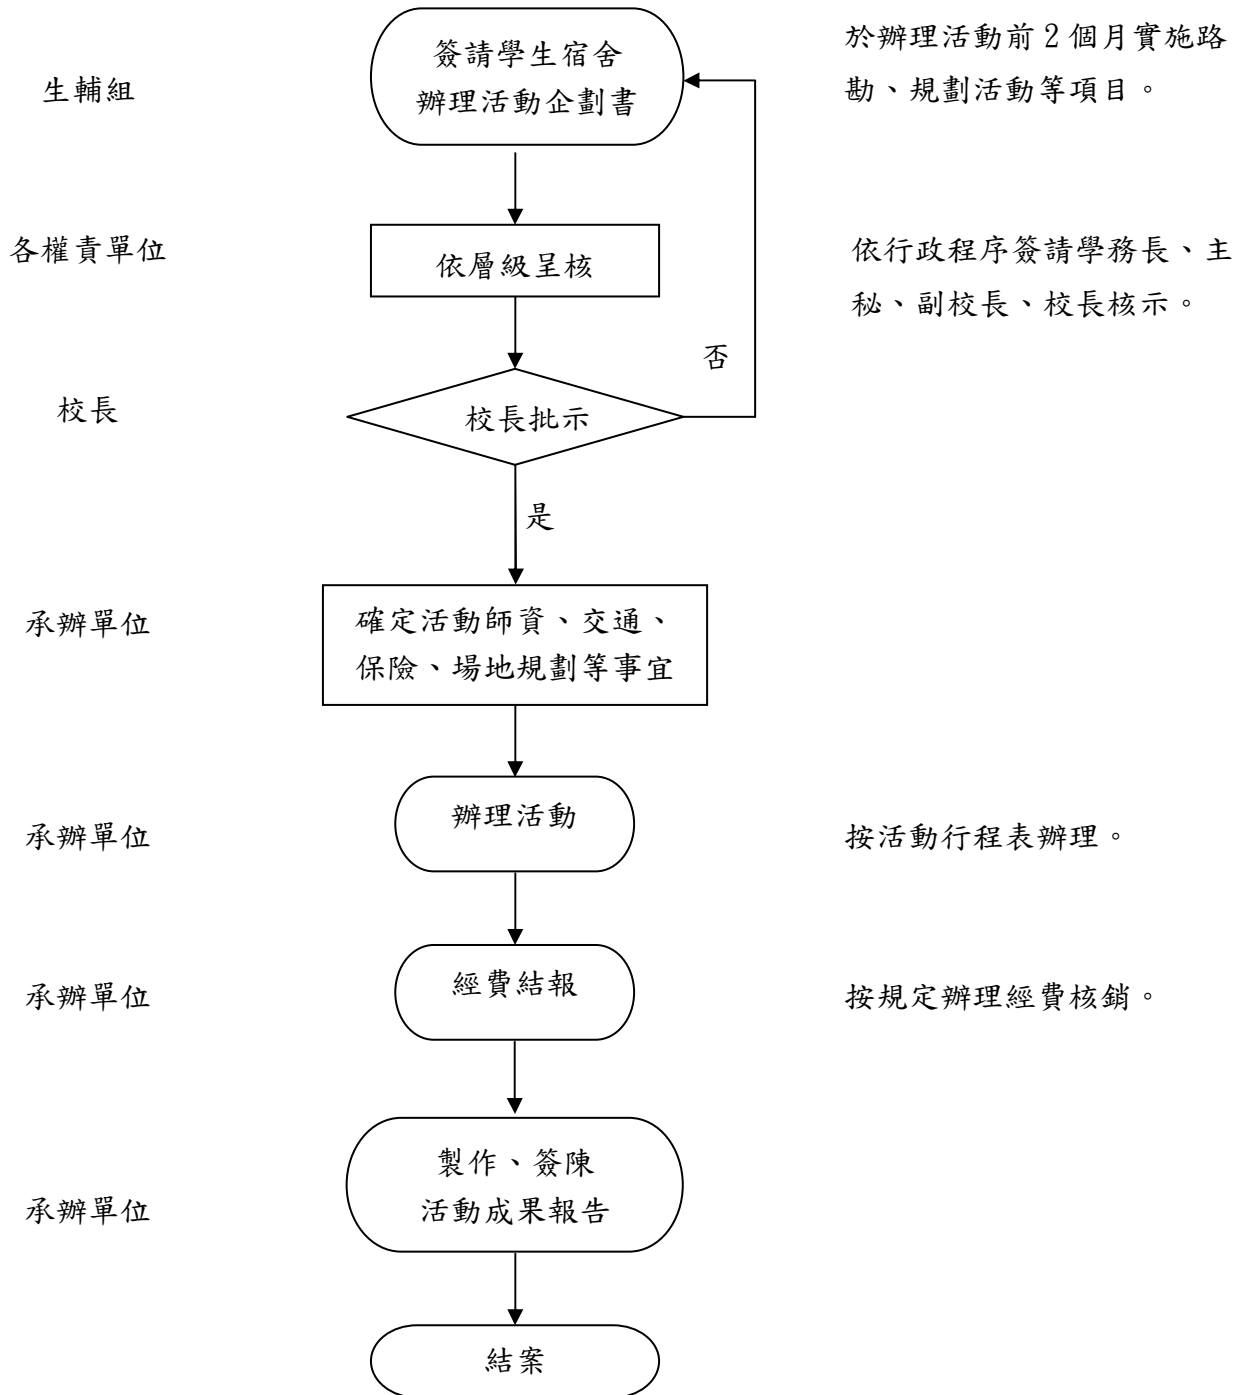 生輔組
簽請學生宿舍
辦理活動企劃書
於辦理活動前2個月實施路
勘、規劃活動等項目。
各權責單位
依層級呈核
依行政程序簽請學務長、主
秘、副校長、校長核示。
校長
校長批示
否
是
承辦單位
確定活動師資、交通、
保險、場地規劃等事宜
承辦單位
辦理活動
按活動行程表辦理。
承辦單位
經費結報
按規定辦理經費核銷。
承辦單位
製作、簽陳
活動成果報告
結案